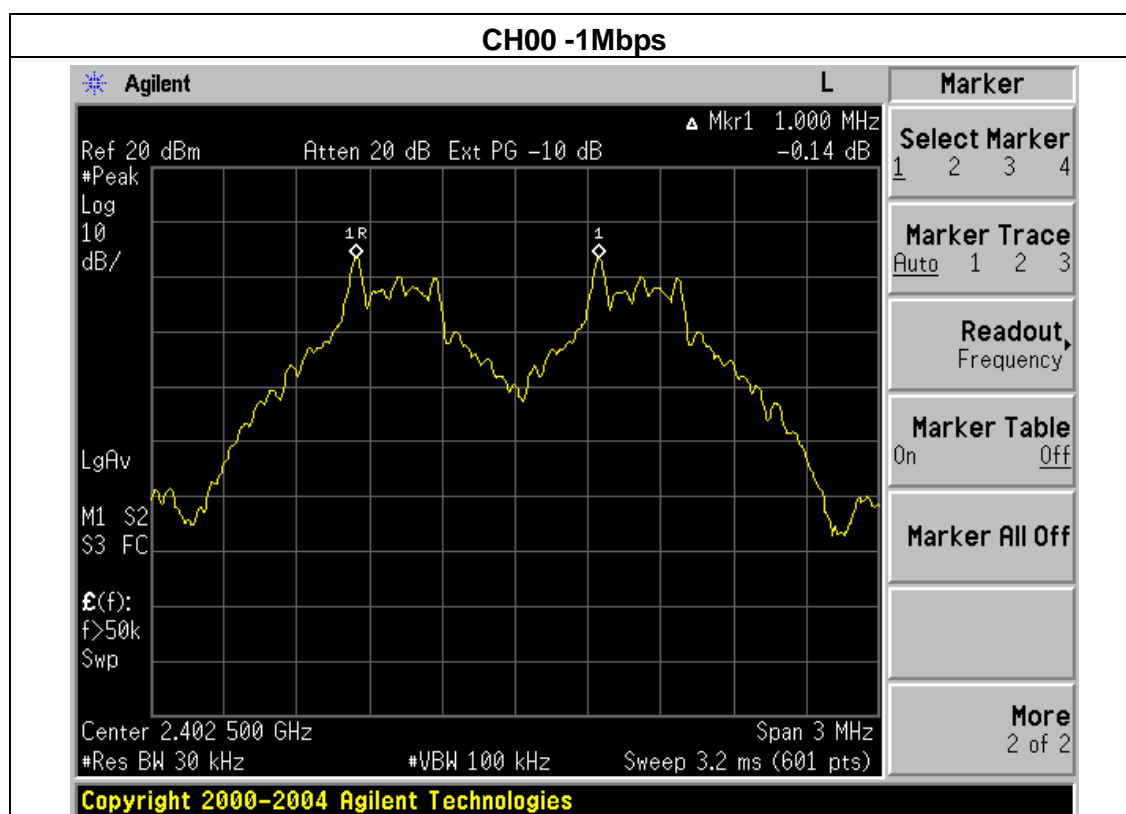 CH00 -1Mbps
Agilent L
Δ Mkr1 1.000 MHz
Ref 20 dBm Atten 20 dB Ext PG -10 dB -0.14 dB
#Peak
Log
10
dB/
1R 1
LgAv
M1 S2
S3 FC
£(f):
f>50k
Swp
Center 2.402 500 GHz Span 3 MHz
#Res BW 30 kHz #VBW 100 kHz Sweep 3.2 ms (601 pts)
Copyright 2000-2004 Agilent Technologies
Marker
Select Marker
1 2 3 4
Marker Trace
Auto 1 2 3
Readout
Frequency
Marker Table
On Off
Marker All Off
More
2 of 2